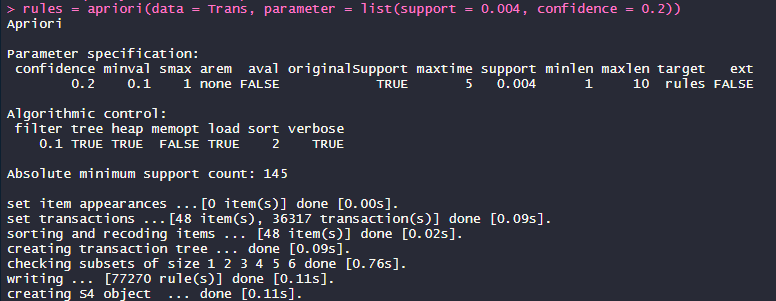 > rules = apriori(data = Trans, parameter = list(support = 0.004, confidence = 0.2))
Apriori

Parameter specification:
 confidence minval smax arem  aval originalSupport maxtime support minlen maxlen target   ext
        0.2    0.1    1 none FALSE            TRUE       5   0.004      1     10  rules FALSE

Algorithmic control:
 filter tree heap memopt load sort verbose
    0.1 TRUE TRUE  FALSE TRUE    2    TRUE

Absolute minimum support count: 145

set item appearances ...[0 item(s)] done [0.00s].
set transactions ...[48 item(s), 36317 transaction(s)] done [0.09s].
sorting and recoding items ... [48 item(s)] done [0.02s].
creating transaction tree ... done [0.09s].
checking subsets of size 1 2 3 4 5 6 done [0.76s].
writing ... [77270 rule(s)] done [0.11s].
creating S4 object  ... done [0.11s].